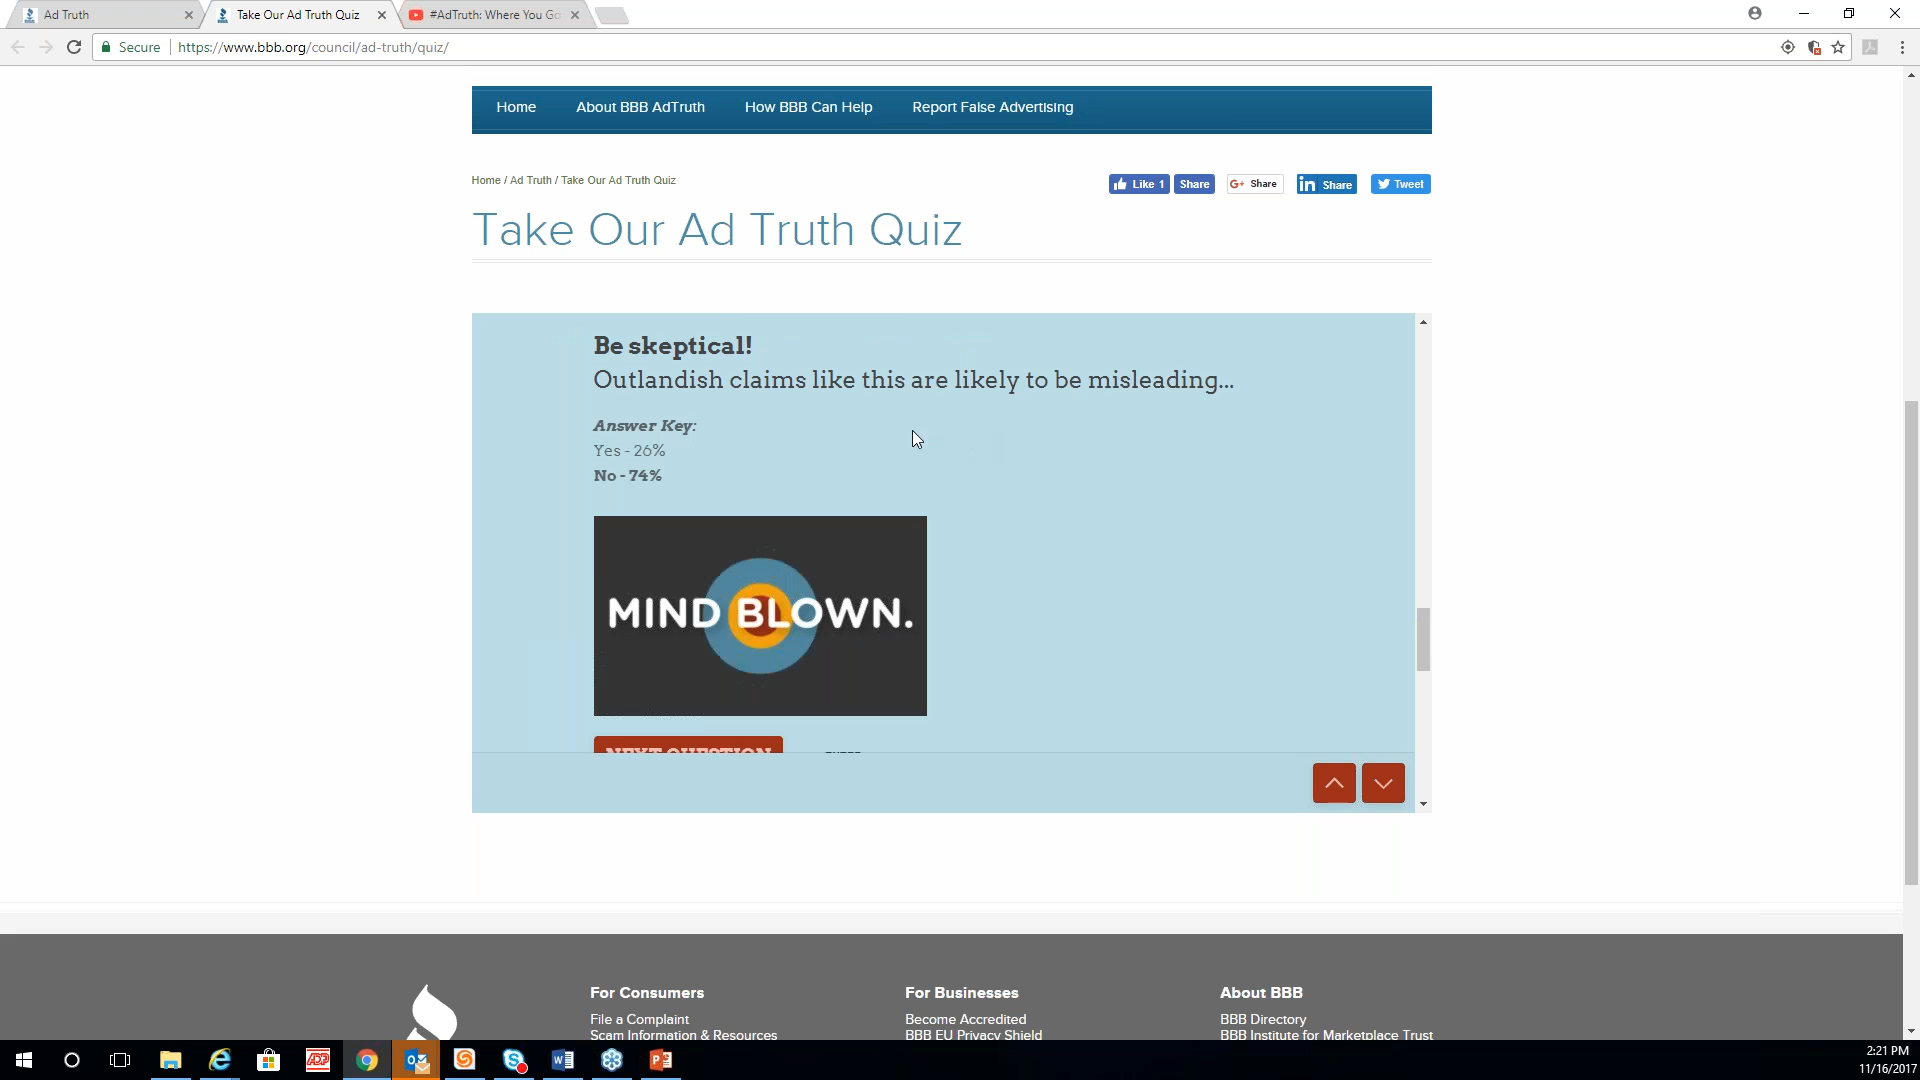 Ad Truth
Take Our Ad Truth Quiz
#AdTruth: Where You Go
Secure
https://www.bbb.org/council/ad-truth/quiz/
Home
About BBB AdTruth
How BBB Can Help
Report False Advertising
Home / Ad Truth / Take Our Ad Truth Quiz
Like 1
Share
G+ Share
in Share
Tweet
Take Our Ad Truth Quiz
Be skeptical!
Outlandish claims like this are likely to be misleading...
Answer Key:
Yes - 26%
No - 74%
MIND BLOWN.
NEXT QUESTION
For Consumers
For Businesses
About BBB
File a Complaint
Become Accredited
BBB Directory
Scam Information & Resources
BBB EU Privacy Shield
BBB Institute for Marketplace Trust
ADP
2:21 PM
11/16/2017